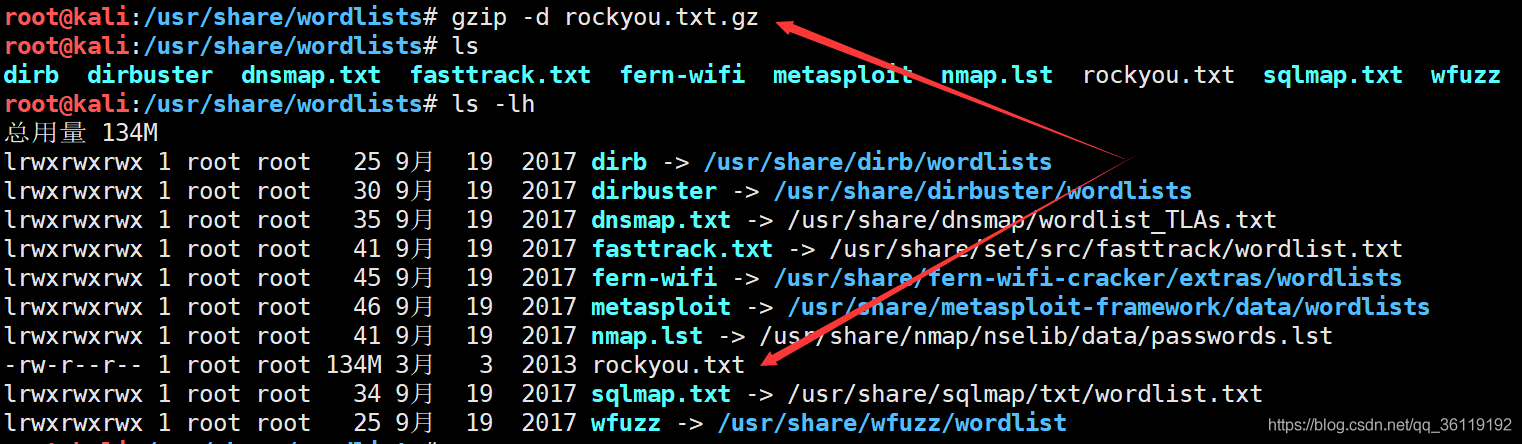 root@kali:/usr/share/wordlists# gzip -d rockyou.txt.gz
root@kali:/usr/share/wordlists# ls
dirb dirbuster dnsmap.txt fasttrack.txt fern-wifi metasploit nmap.lst rockyou.txt sqlmap.txt wfuzz
root@kali:/usr/share/wordlists# ls -lh
总用量 134M
lrwxrwxrwx 1 root root 25 9月 19 2017 dirb -> /usr/share/dirb/wordlists
lrwxrwxrwx 1 root root 30 9月 19 2017 dirbuster -> /usr/share/dirbuster/wordlists
lrwxrwxrwx 1 root root 35 9月 19 2017 dnsmap.txt -> /usr/share/dnsmap/wordlist_TLAs.txt
lrwxrwxrwx 1 root root 41 9月 19 2017 fasttrack.txt -> /usr/share/set/src/fasttrack/wordlist.txt
lrwxrwxrwx 1 root root 45 9月 19 2017 fern-wifi -> /usr/share/fern-wifi-cracker/extras/wordlists
lrwxrwxrwx 1 root root 46 9月 19 2017 metasploit -> /usr/share/metasploit-framework/data/wordlists
lrwxrwxrwx 1 root root 41 9月 19 2017 nmap.lst -> /usr/share/nmap/nselib/data/passwords.lst
-rw-r--r-- 1 root root 134M 3月 3 2013 rockyou.txt
lrwxrwxrwx 1 root root 34 9月 19 2017 sqlmap.txt -> /usr/share/sqlmap/txt/wordlist.txt
lrwxrwxrwx 1 root root 25 9月 19 2017 wfuzz -> /usr/share/wfuzz/wordlist
https://blog.csdn.net/qq_36119192